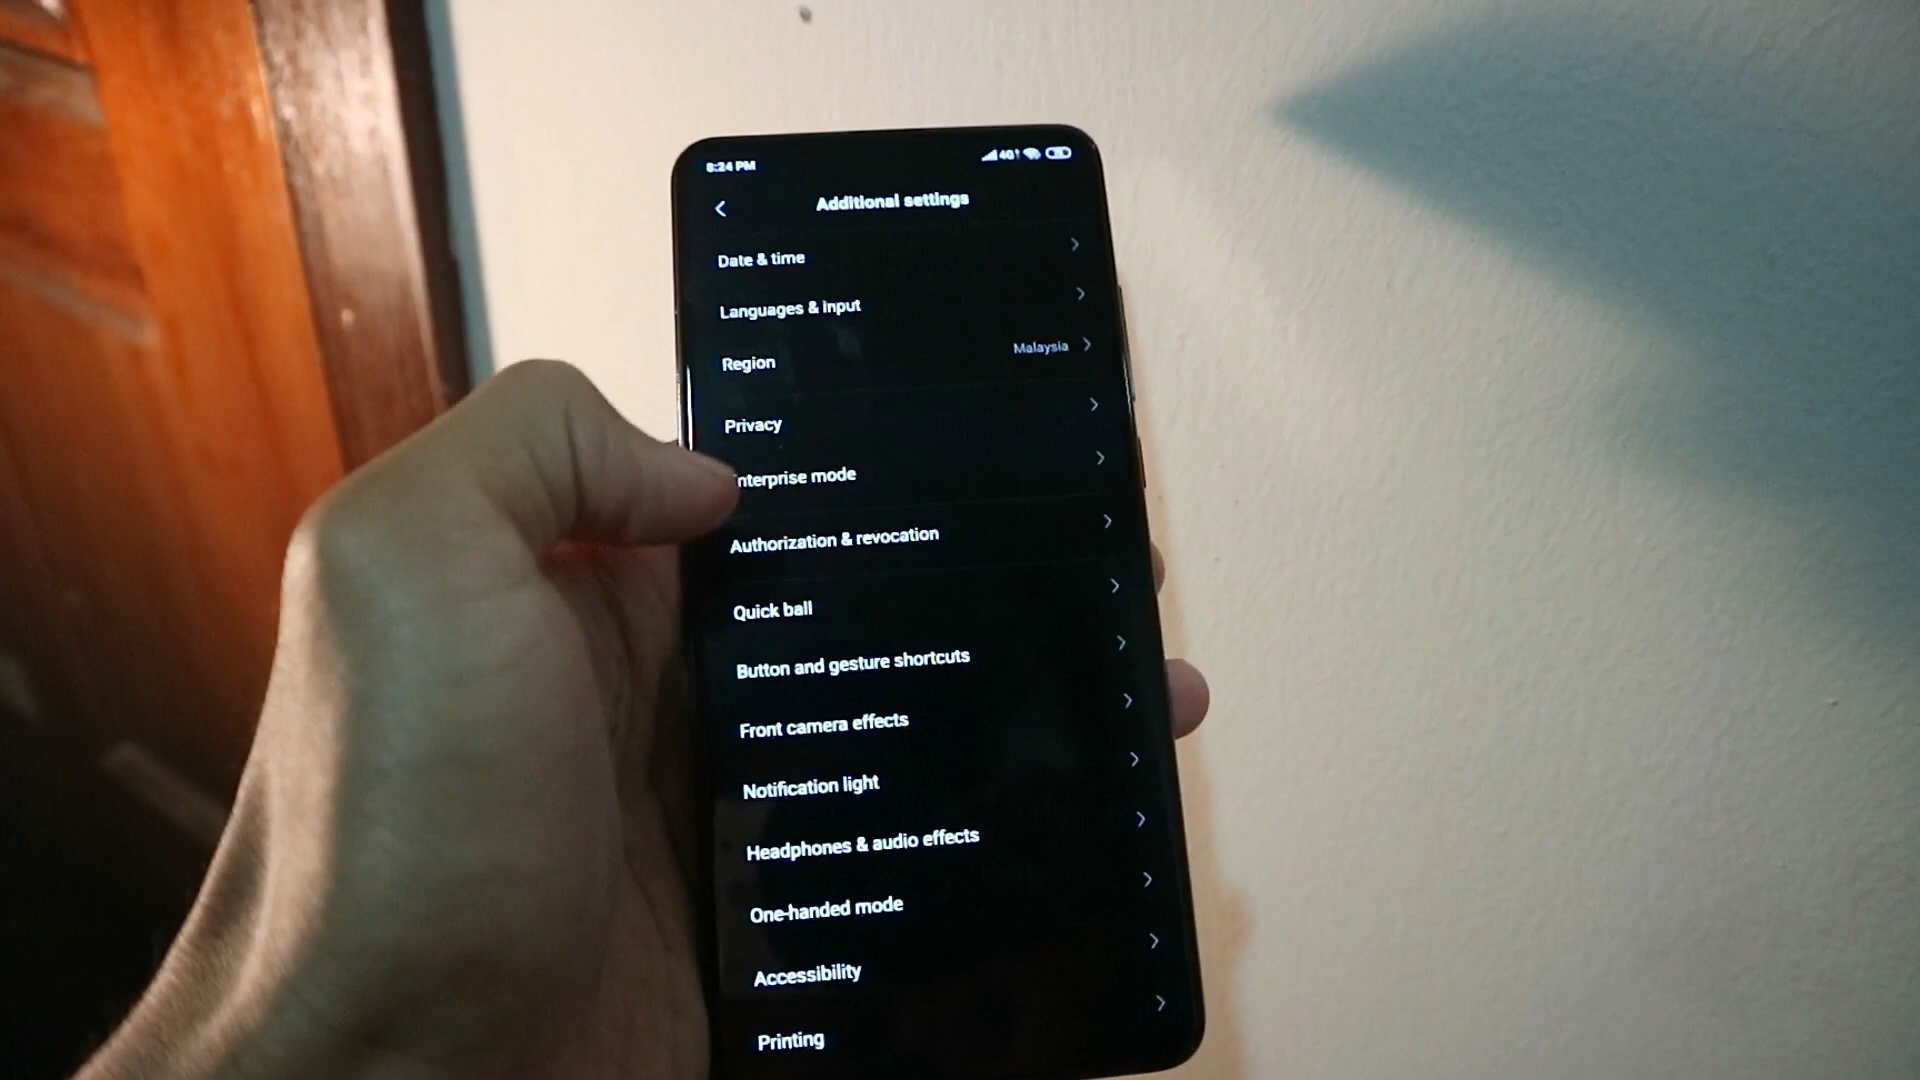 8:24 PM
Additional settings
Date & time
Languages & input
Region
Malaysia
Privacy
nterprise mode
Authorization & revocation
Quick ball
Button and gesture shortcuts
Front camera effects
Notification light
Headphones & audio effects
One-handed mode
Accessibility
Printing